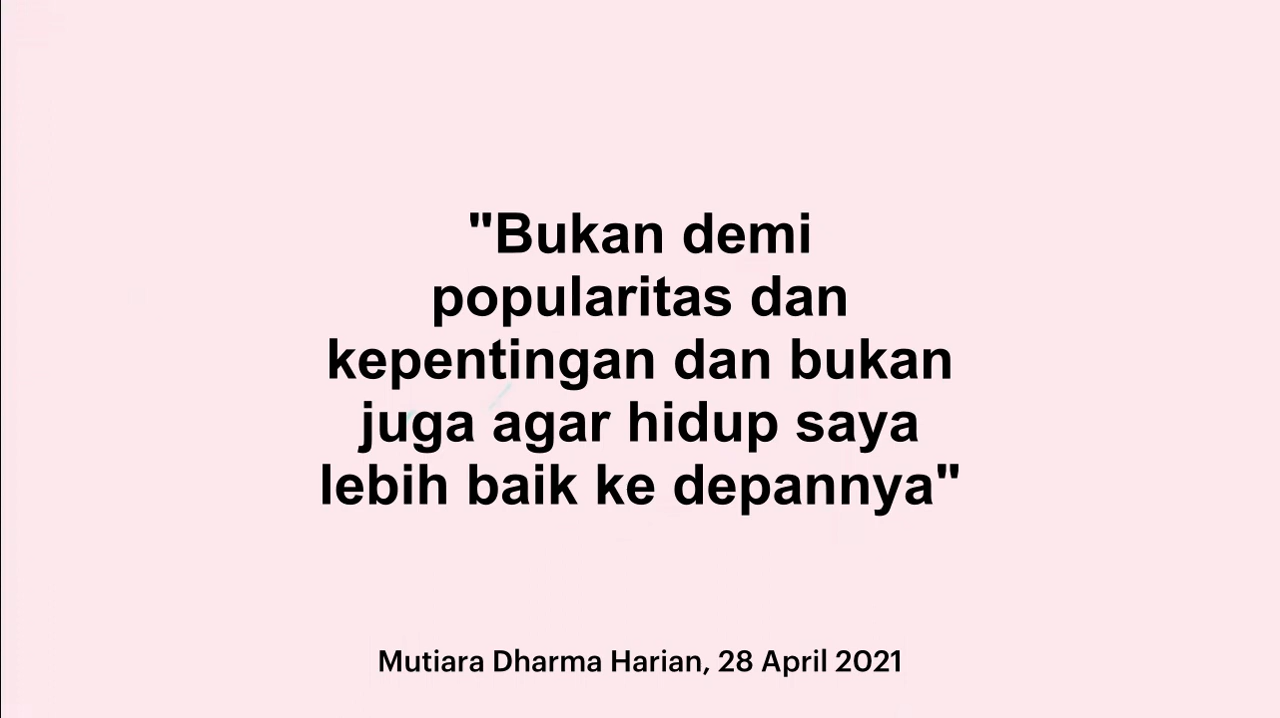 "Bukan demi
popularitas dan
kepentingan dan bukan
juga agar hidup saya
lebih baik ke depannya"
Mutiara Dharma Harian, 28 April 2021